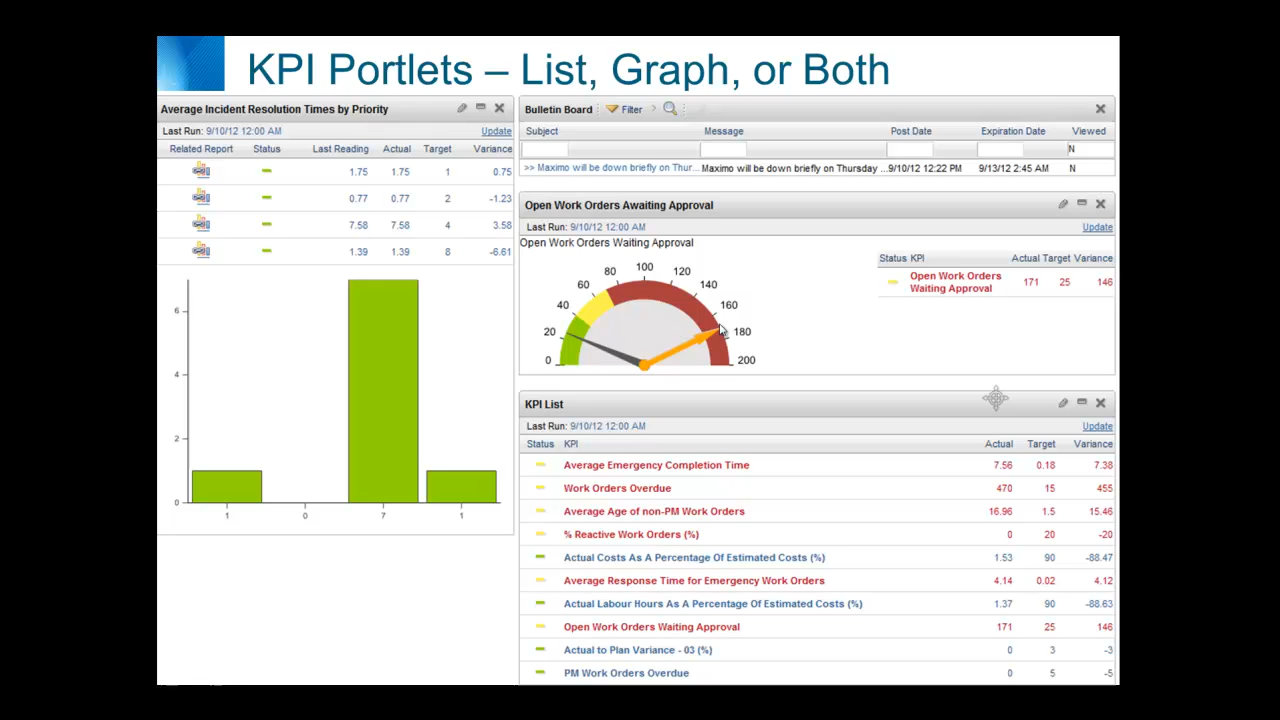 KPI Portlets – List, Graph, or Both
Average Incident Resolution Times by Priority
Last Run: 9/10/12 12:00 AM Update
Related Report Status Last Reading Actual Target Variance
1.75 1.75 1 0.75
0.77 0.77 2 -1.23
7.58 7.58 4 3.58
1.39 1.39 8 -6.61
6
4
2
0
1 0 7 1
Bulletin Board Filter
Subject Message Post Date Expiration Date Viewed
N
>> Maximo will be down briefly on Thur... Maximo will be down briefly on Thursday ... 9/10/12 12:22 PM 9/13/12 2:45 AM N
Open Work Orders Awaiting Approval
Last Run: 9/10/12 12:00 AM Update
Open Work Orders Waiting Approval
0 20 40 60 80 100 120 140 160 180 200
Status KPI Actual Target Variance
Open Work Orders
Waiting Approval 171 25 146
KPI List
Last Run: 9/10/12 12:00 AM Update
Status KPI Actual Target Variance
Average Emergency Completion Time 7.56 0.18 7.38
Work Orders Overdue 470 15 455
Average Age of non-PM Work Orders 16.96 1.5 15.46
% Reactive Work Orders (%) 0 20 -20
Actual Costs As A Percentage Of Estimated Costs (%) 1.53 90 -88.47
Average Response Time for Emergency Work Orders 4.14 0.02 4.12
Actual Labour Hours As A Percentage Of Estimated Costs (%) 1.37 90 -88.63
Open Work Orders Waiting Approval 171 25 146
Actual to Plan Variance - 03 (%) 0 3 -3
PM Work Orders Overdue 0 5 -5